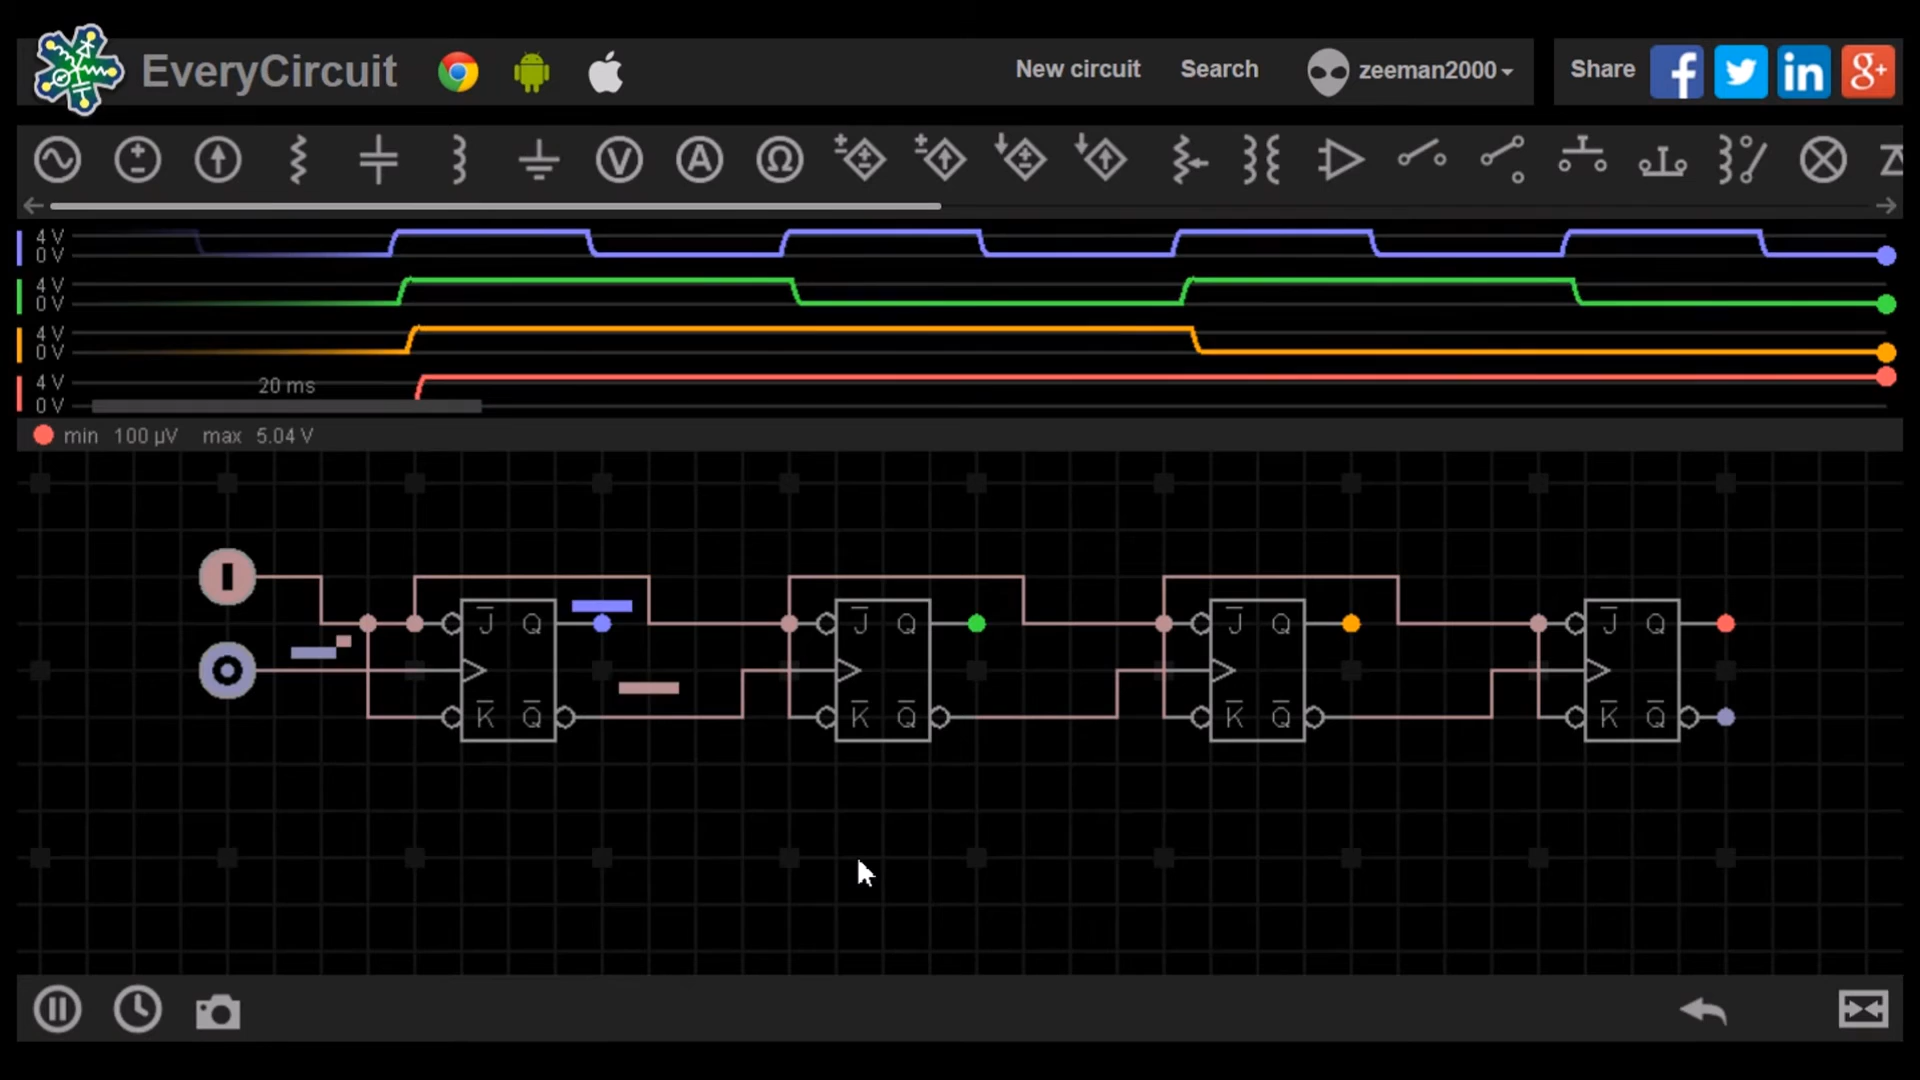 EveryCircuit
New circuit Search zeeman2000 Share
V A Ω
4 V
0 V
4 V
0 V
4 V
0 V
4 V 20 ms
0 V
min 100 µV max 5.04 V
J̅ Q J̅ Q J̅ Q J̅ Q
K̅ Q̅ K̅ Q̅ K̅ Q̅ K̅ Q̅